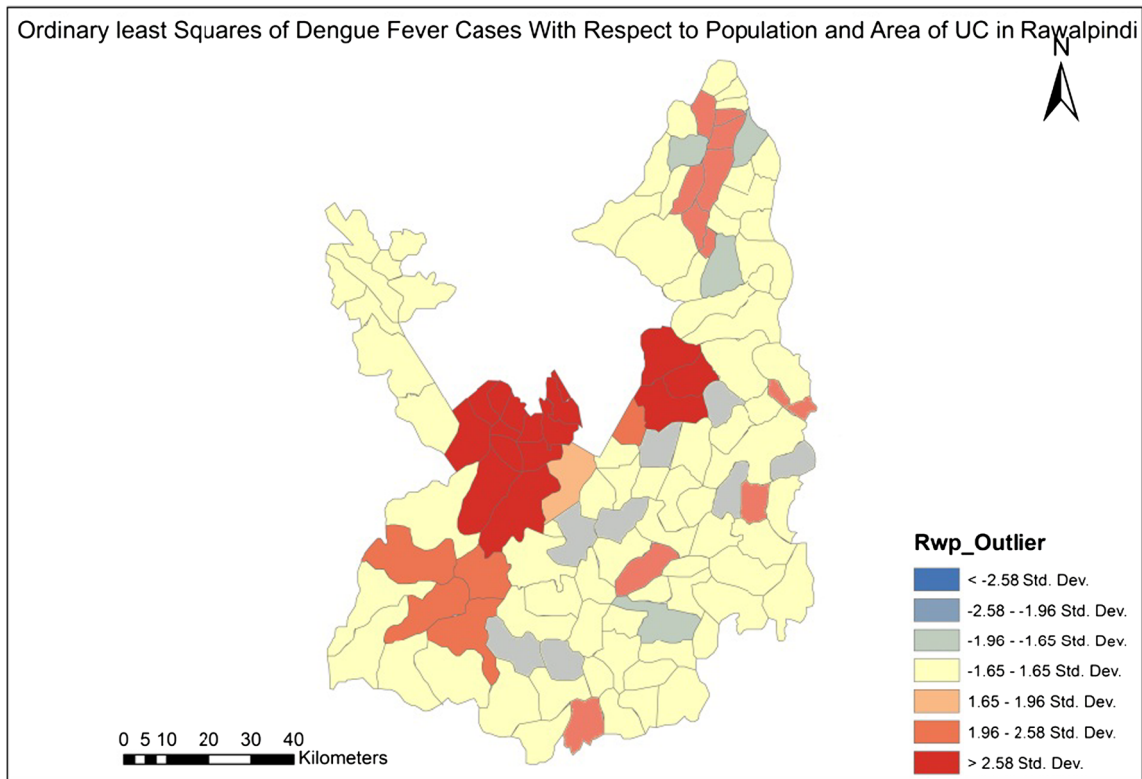 Ordinary least Squares of Dengue Fever Cases With Respect to Population and Area of UC in Rawalpindi
N
Rwp_Outlier
< -2.58 Std. Dev.
-2.58 - -1.96 Std. Dev.
-1.96 - -1.65 Std. Dev.
-1.65 - 1.65 Std. Dev.
1.65 - 1.96 Std. Dev.
1.96 - 2.58 Std. Dev.
> 2.58 Std. Dev.
0 5 10 20 30 40
Kilometers